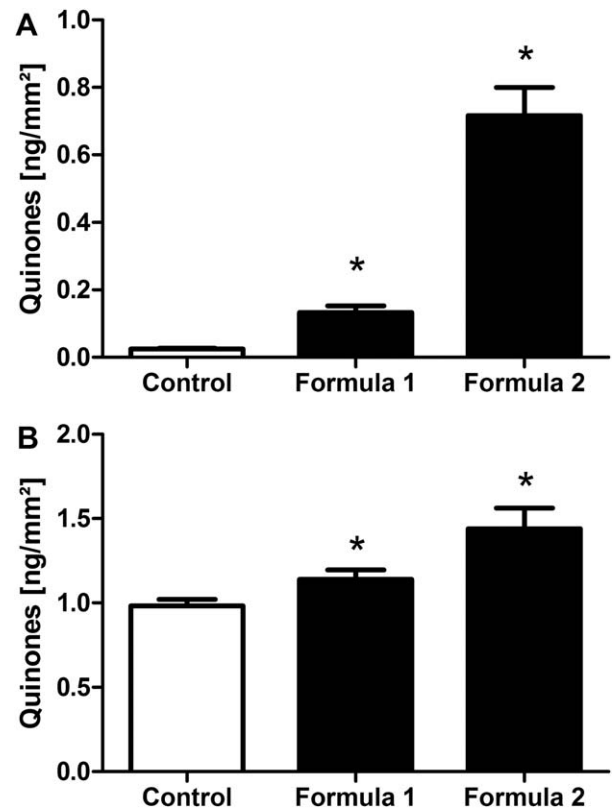 A
Quinones [ng/mm²]
1.0
0.8
0.6
0.4
0.2
0.0
*
*
Control Formula 1 Formula 2
B
Quinones [ng/mm²]
2.0
1.5
1.0
0.5
0.0
*
*
Control Formula 1 Formula 2